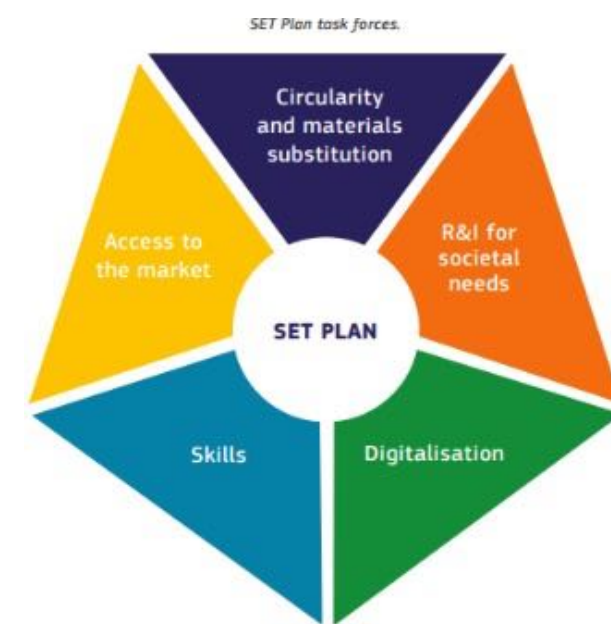 SET Plan task forces.
Circularity
and materials
substitution
Access to
the market
R&I for
societal
needs
SET PLAN
Skills
Digitalisation